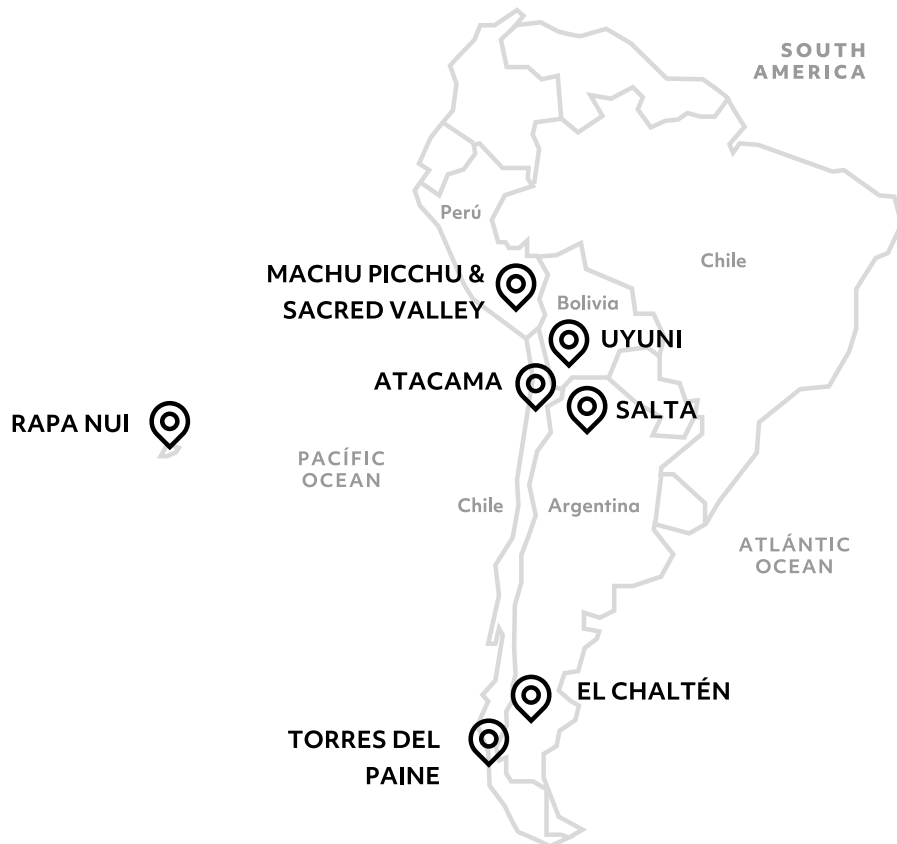 SOUTH
AMERICA
Perú
Chile
MACHU PICCHU &
SACRED VALLEY
Bolivia
UYUNI
ATACAMA
SALTA
RAPA NUI
PACÍFIC
OCEAN
Chile
Argentina
ATLÁNTIC
OCEAN
EL CHALTÉN
TORRES DEL
PAINE